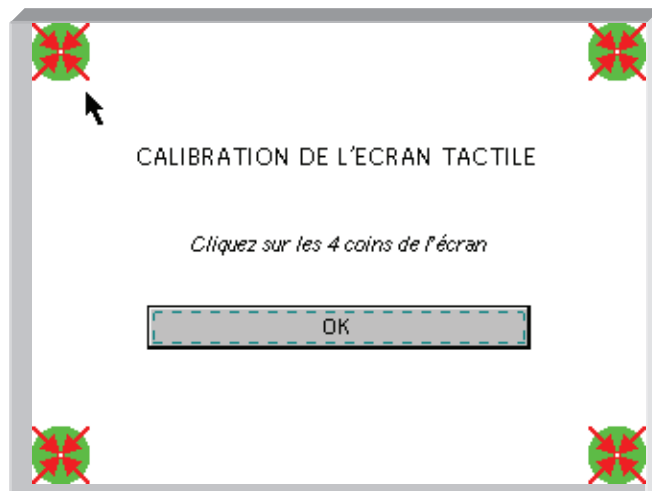 CALIBRATION DE L'ECRAN TACTILE
Cliquez sur les 4 coins de l'écran
OK